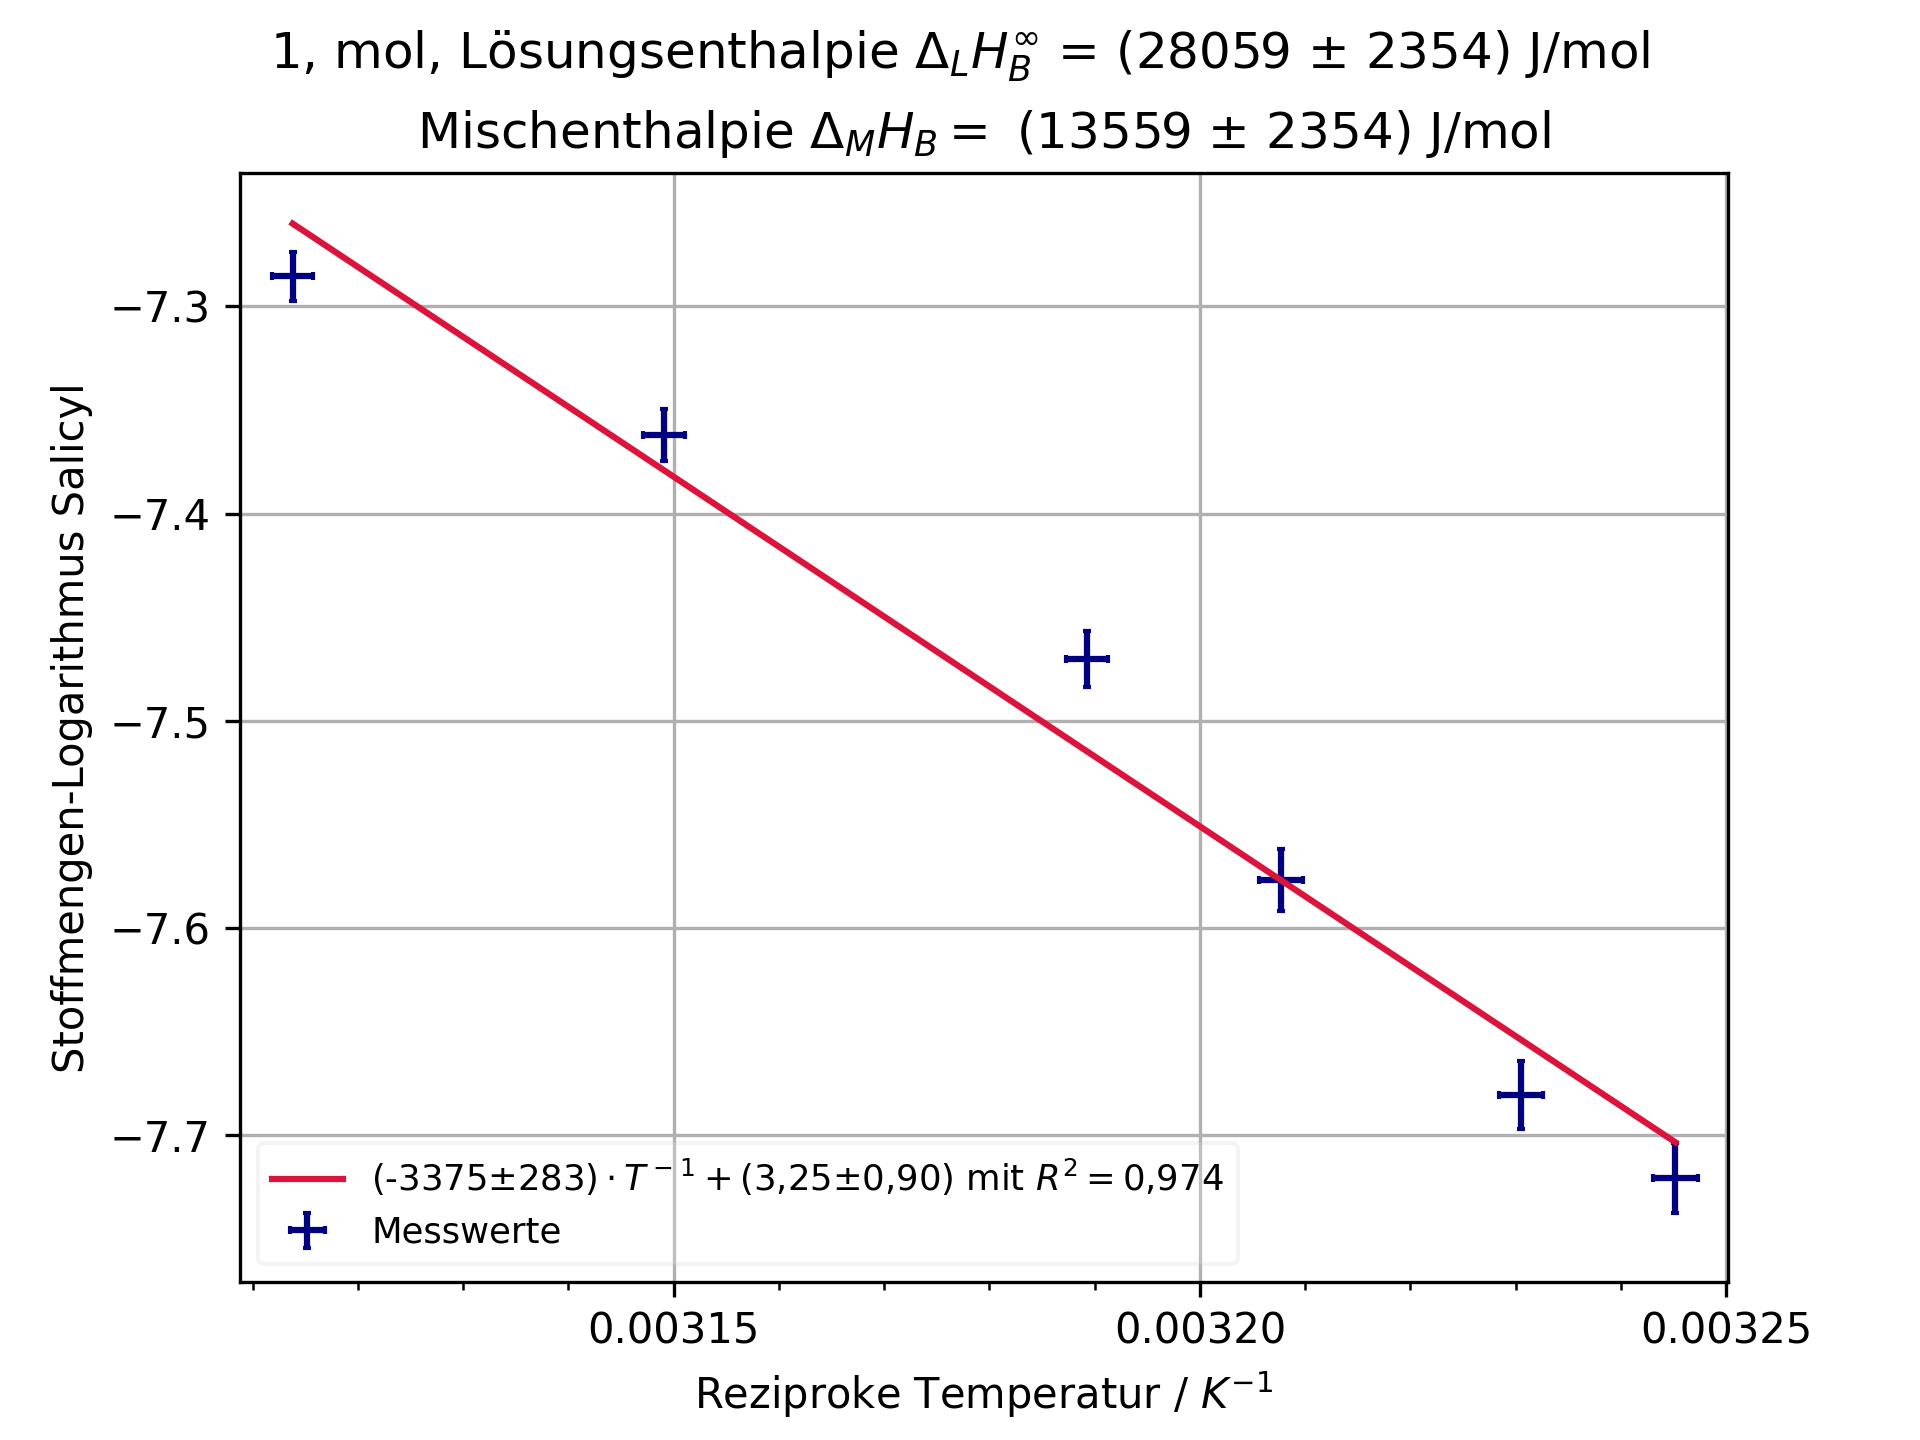 1, mol, Lösungsenthalpie Δ_L H_B^∞ = (28059 ± 2354) J/mol
Mischenthalpie Δ_M H_B = (13559 ± 2354) J/mol
Stoffmengen-Logarithmus Salicyl
−7.3
−7.4
−7.5
−7.6
−7.7
(-3375±283) · T⁻¹ + (3,25±0,90) mit R² = 0,974
Messwerte
0.00315 0.00320 0.00325
Reziproke Temperatur / K⁻¹